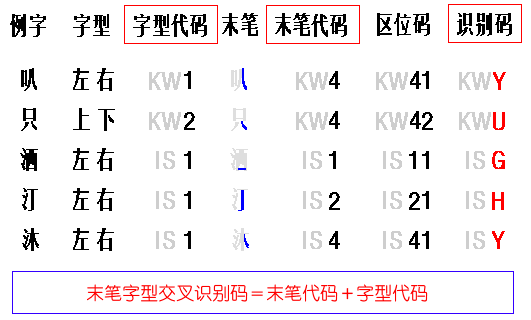 例字 字型 字型代码 末笔 末笔代码 区位码 识别码
叭 左右 KW1 叭 KW4 KW41 KWY
只 上下 KW2 只 KW4 KW42 KWU
洒 左右 IS1 洒 IS1 IS11 ISG
汀 左右 IS1 汀 IS2 IS21 ISH
沐 左右 IS1 沐 IS4 IS41 ISY
末笔字型交叉识别码=末笔代码+字型代码